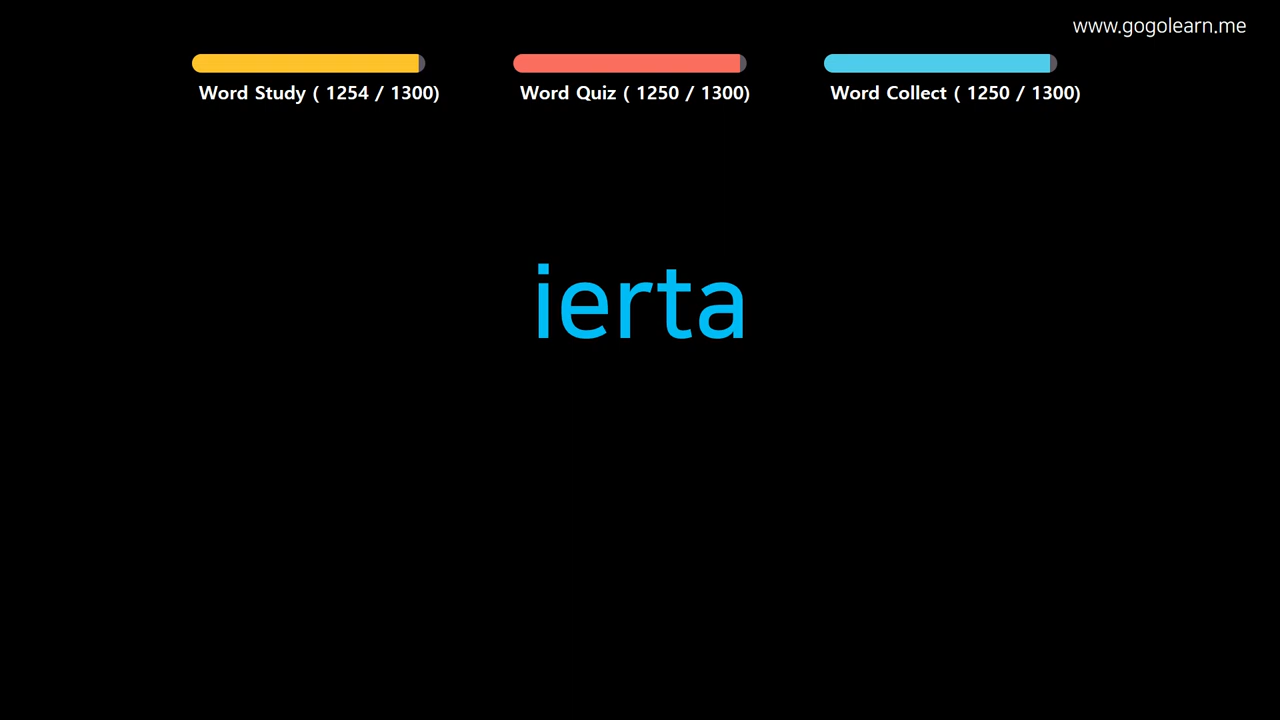 www.gogolearn.me
Word Study ( 1254 / 1300)
Word Quiz ( 1250 / 1300)
Word Collect ( 1250 / 1300)
ierta